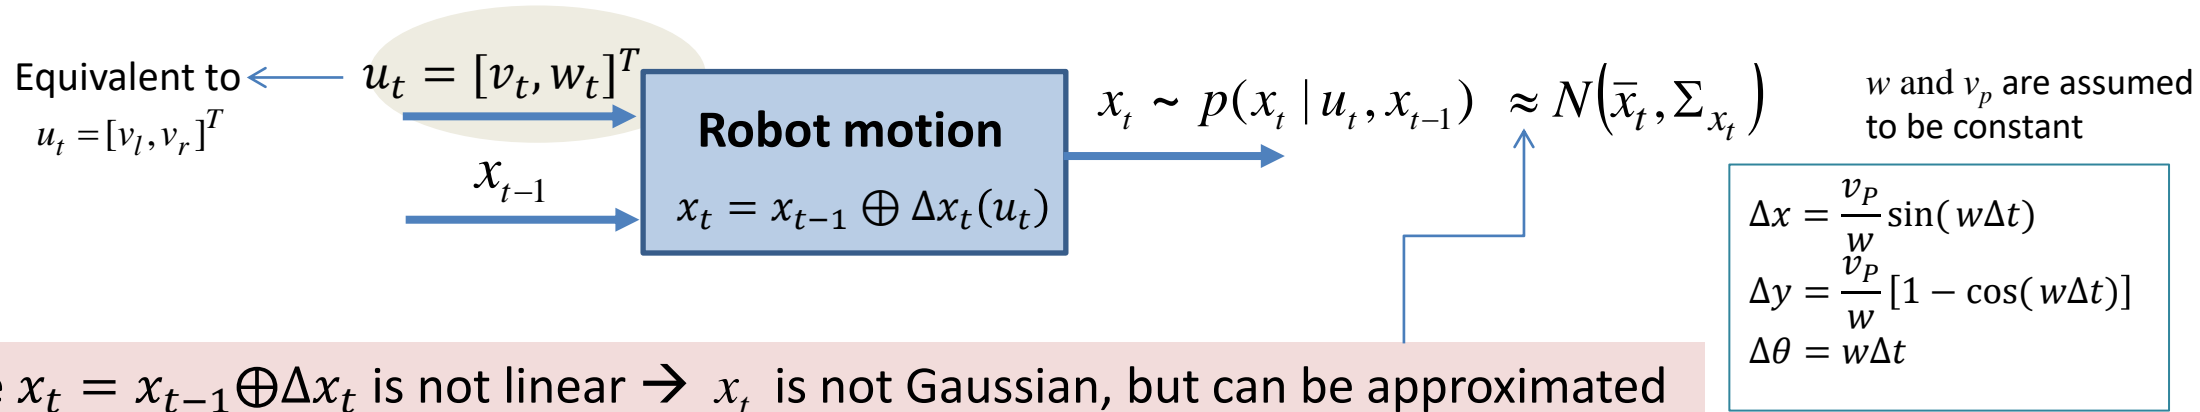 Equivalent to
u_t = [v_l, v_r]^T
u_t = [v_t, w_t]^T
x_{t−1}
Robot motion
x_t = x_{t−1} ⊕ Δx_t(u_t)
x_t ~ p(x_t | u_t, x_{t−1}) ≈ N(x̅_t, Σ_{x_t})
w and v_p are assumed
to be constant
Δx = \frac{v_P}{w} sin( wΔt)
Δy = \frac{v_P}{w} [1 − cos( wΔt)]
Δθ = wΔt
x_t = x_{t−1}⊕Δx_t is not linear → x_t is not Gaussian, but can be approximated